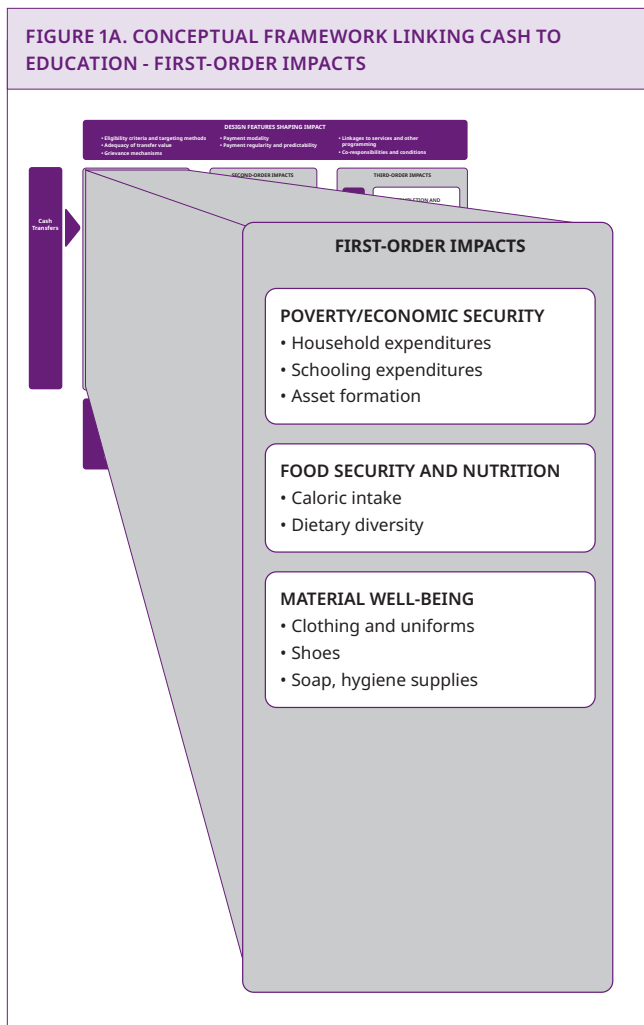 FIGURE 1A. CONCEPTUAL FRAMEWORK LINKING CASH TO
EDUCATION - FIRST-ORDER IMPACTS
DESIGN FEATURES SHAPING IMPACT
• Eligibility criteria and targeting methods
• Adequacy of transfer value
• Grievance mechanisms
• Payment modality
• Payment regularity and predictability
• Linkages to services and other
programming
• Co-responsibilities and conditions
Cash
Transfers
SECOND-ORDER IMPACTS
THIRD-ORDER IMPACTS
AND
FIRST-ORDER IMPACTS
POVERTY/ECONOMIC SECURITY
• Household expenditures
• Schooling expenditures
• Asset formation
FOOD SECURITY AND NUTRITION
• Caloric intake
• Dietary diversity
MATERIAL WELL-BEING
• Clothing and uniforms
• Shoes
• Soap, hygiene supplies